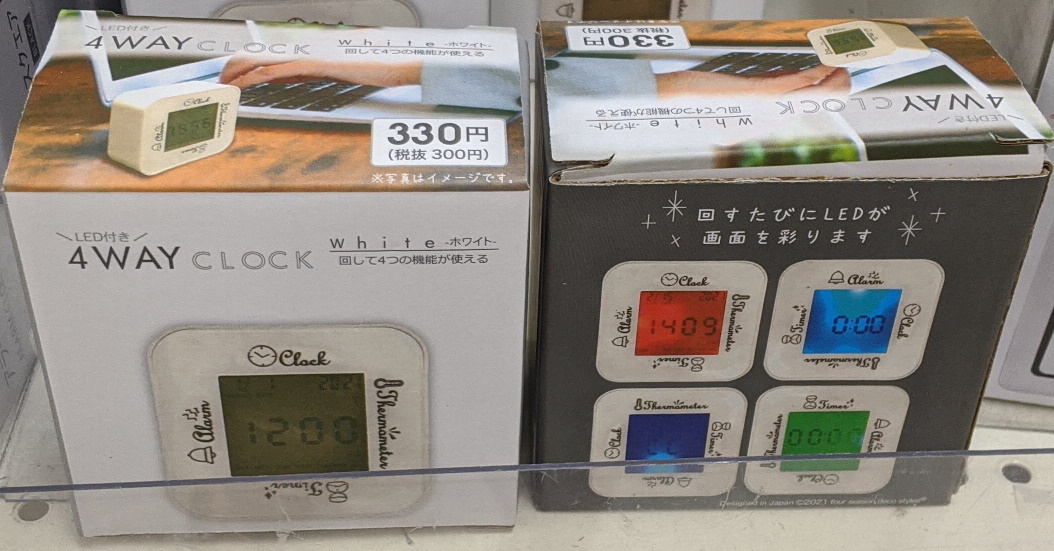 LED付き
4WAY CLOCK White -ホワイト-
回して4つの機能が使える
330円
(税抜 300円)
※写真はイメージです。
LED付き
4WAY CLOCK White -ホワイト-
回して4つの機能が使える
Clock
Alarm
Thermometer
Timer
1200
330円
(税抜 300円)
LED付き
4WAY CLOCK White -ホワイト-
回して4つの機能が使える
回すたびにLEDが
画面を彩ります
Clock
Alarm
Thermometer
Timer
1409
Alarm
Timer
Clock
Thermometer
0:00
Thermometer
Clock
Timer
Alarm
Timer
Thermometer
Alarm
Clock
0000
Designed in Japan ©2021 four season deco styles®